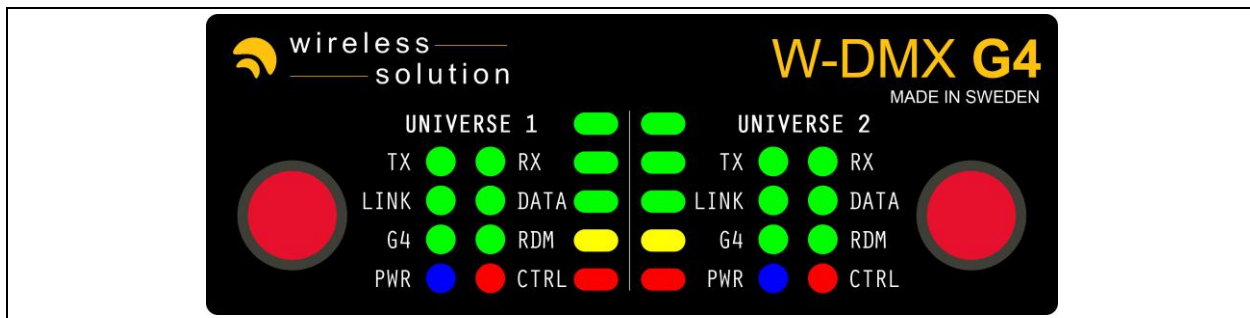 wireless
solution
W-DMX G4
MADE IN SWEDEN
UNIVERSE 1
TX RX
LINK DATA
G4 RDM
PWR CTRL
UNIVERSE 2
TX RX
LINK DATA
G4 RDM
PWR CTRL